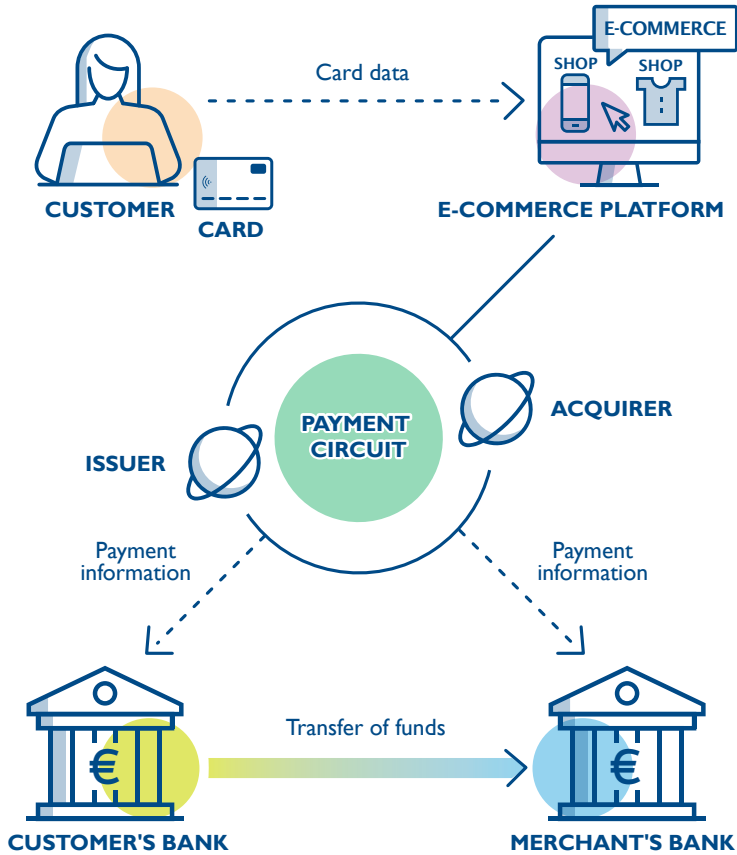 E-COMMERCE
SHOP
SHOP
Card data
CUSTOMER
CARD
E-COMMERCE PLATFORM
PAYMENT
CIRCUIT
ACQUIRER
ISSUER
Payment
information
Payment
information
Transfer of funds
€
€
CUSTOMER'S BANK
MERCHANT'S BANK